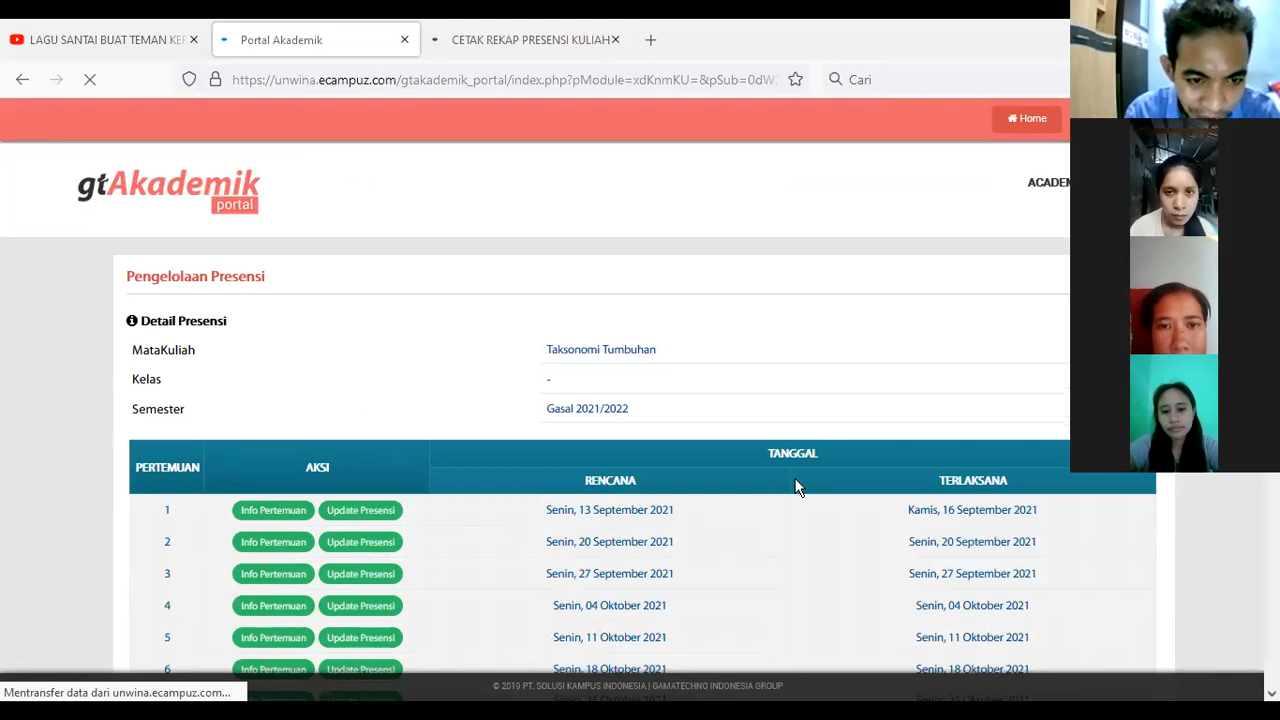 LAGU SANTAI BUAT TEMAN KER
Portal Akademik
CETAK REKAP PRESENSI KULIAH
https://unwina.ecampuz.com/gtakademik_portal/index.php?pModule=xdKnmKU=&pSub=0dW
Cari
Home
gtAkademik
portal
ACADEM
Pengelolaan Presensi
Detail Presensi
MataKuliah Taksonomi Tumbuhan
Kelas -
Semester Gasal 2021/2022
PERTEMUAN AKSI TANGGAL
RENCANA TERLAKSANA
1 Info Pertemuan Update Presensi Senin, 13 September 2021 Kamis, 16 September 2021
2 Info Pertemuan Update Presensi Senin, 20 September 2021 Senin, 20 September 2021
3 Info Pertemuan Update Presensi Senin, 27 September 2021 Senin, 27 September 2021
4 Info Pertemuan Update Presensi Senin, 04 Oktober 2021 Senin, 04 Oktober 2021
5 Info Pertemuan Update Presensi Senin, 11 Oktober 2021 Senin, 11 Oktober 2021
6 Info Pertemuan Update Presensi Senin, 18 Oktober 2021 Senin, 18 Oktober 2021
© 2019 PT. SOLUSI KAMPUS INDONESIA | GAMATECHNO INDONESIA GROUP
Mentransfer data dari unwina.ecampuz.com...